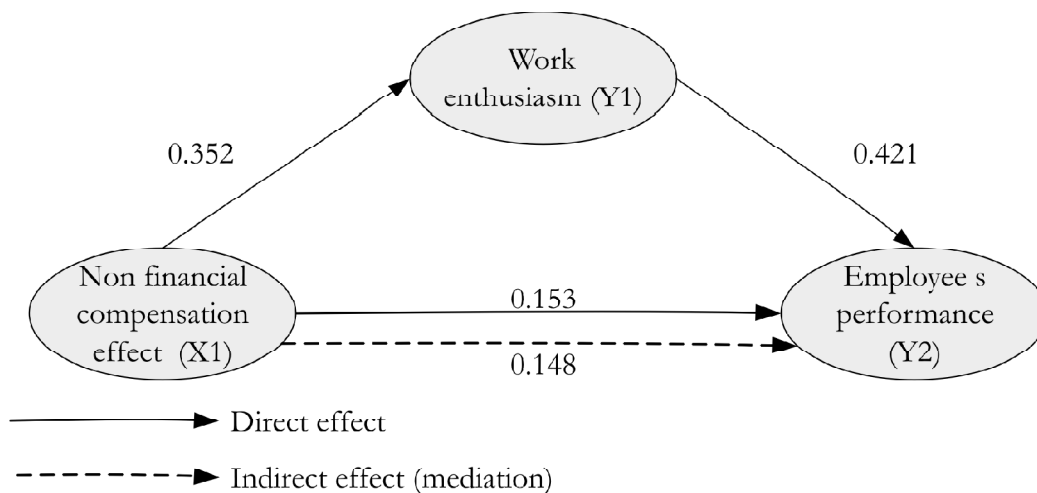 Work
enthusiasm (Y1)
0.352
0.421
Non financial
compensation
effect (X1)
0.153
0.148
Employee s
performance
(Y2)
Direct effect
Indirect effect (mediation)